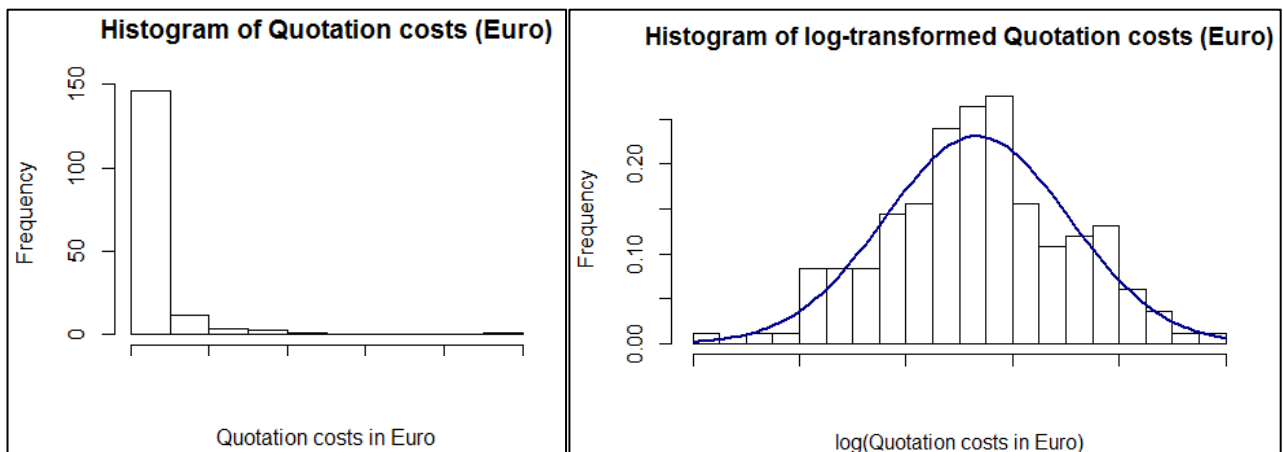 Histogram of Quotation costs (Euro)
150
100
50
0
Frequency
Quotation costs in Euro
Histogram of log-transformed Quotation costs (Euro)
0.20
0.10
0.00
Frequency
log(Quotation costs in Euro)